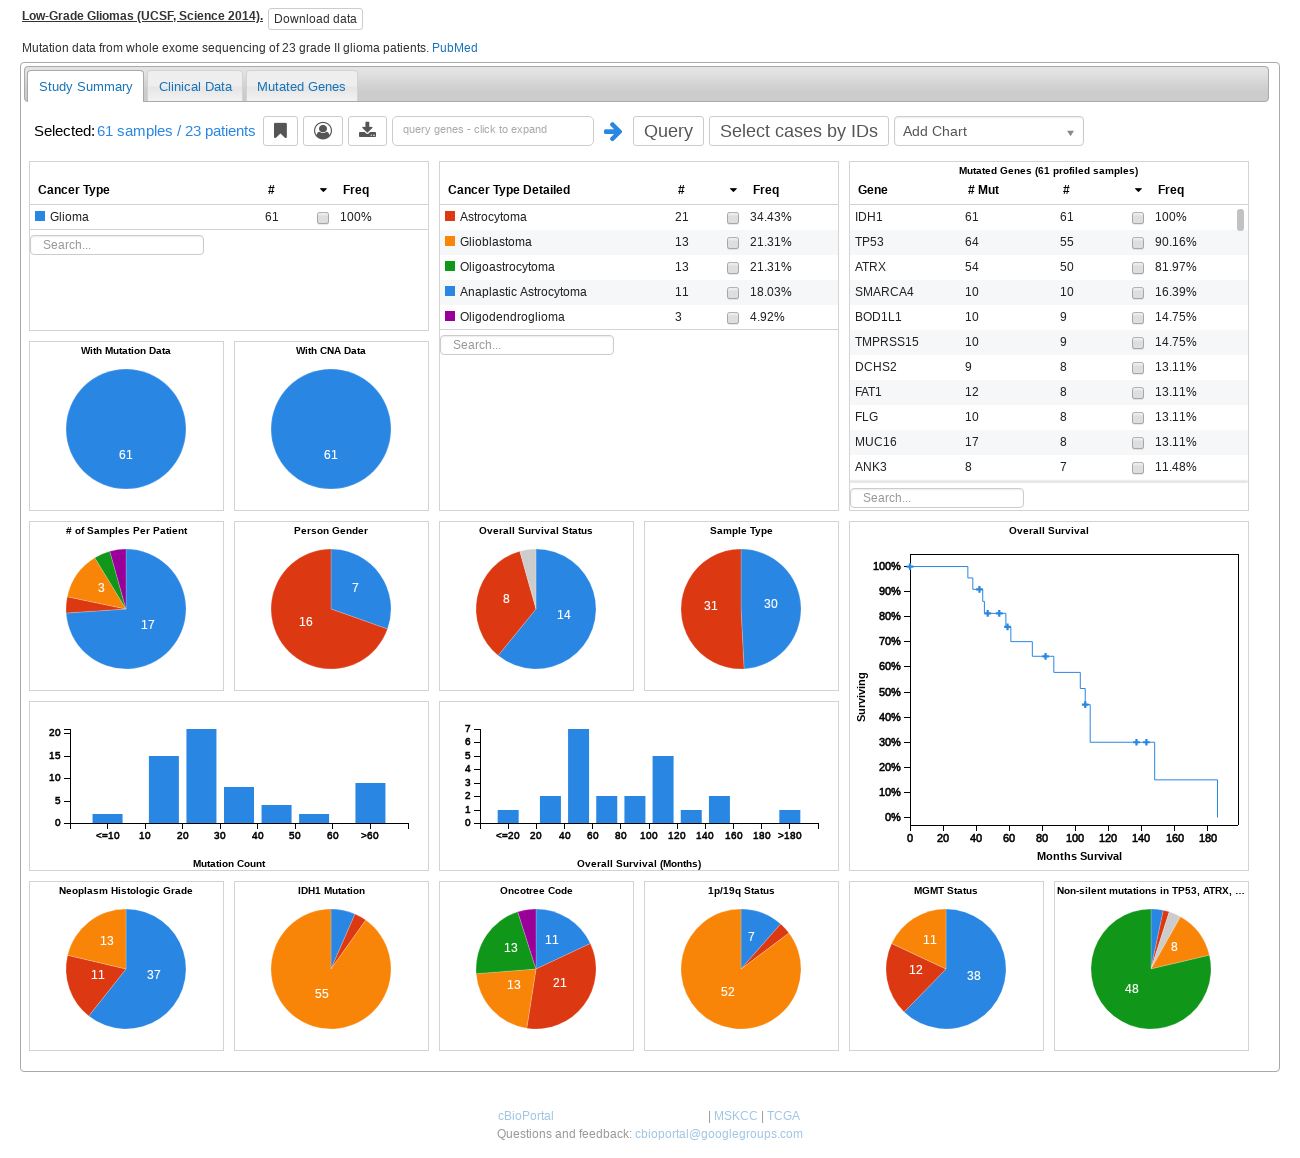 Low-Grade Gliomas (UCSF, Science 2014). Download data
Mutation data from whole exome sequencing of 23 grade II glioma patients. PubMed
Study Summary Clinical Data Mutated Genes
Selected: 61 samples / 23 patients query genes - click to expand Query Select cases by IDs Add Chart
Cancer Type # Freq
Glioma 61 100%
Search...
Cancer Type Detailed # Freq
Astrocytoma 21 34.43%
Glioblastoma 13 21.31%
Oligoastrocytoma 13 21.31%
Anaplastic Astrocytoma 11 18.03%
Oligodendroglioma 3 4.92%
Search...
Mutated Genes (61 profiled samples)
Gene # Mut # Freq
IDH1 61 61 100%
TP53 64 55 90.16%
ATRX 54 50 81.97%
SMARCA4 10 10 16.39%
BOD1L1 10 9 14.75%
TMPRSS15 10 9 14.75%
DCHS2 9 8 13.11%
FAT1 12 8 13.11%
FLG 10 8 13.11%
MUC16 17 8 13.11%
ANK3 8 7 11.48%
Search...
With Mutation Data
61
With CNA Data
61
# of Samples Per Patient
3
17
Person Gender
7
16
Overall Survival Status
8
14
Sample Type
31 30
Overall Survival
100%
90%
80%
70%
60%
50%
40%
30%
20%
10%
0%
Surviving
0 20 40 60 80 100 120 140 160 180
Months Survival
20
15
10
5
0
<=10 10 20 30 40 50 60 >60
Mutation Count
7
6
5
4
3
2
1
0
<=20 20 40 60 80 100 120 140 160 180 >180
Overall Survival (Months)
Neoplasm Histologic Grade
13
11 37
IDH1 Mutation
55
Oncotree Code
11
13
21
13
1p/19q Status
7
52
MGMT Status
11
12 38
Non-silent mutations in TP53, ATRX, ...
8
48
cBioPortal | MSKCC | TCGA
Questions and feedback: cbioportal@googlegroups.com